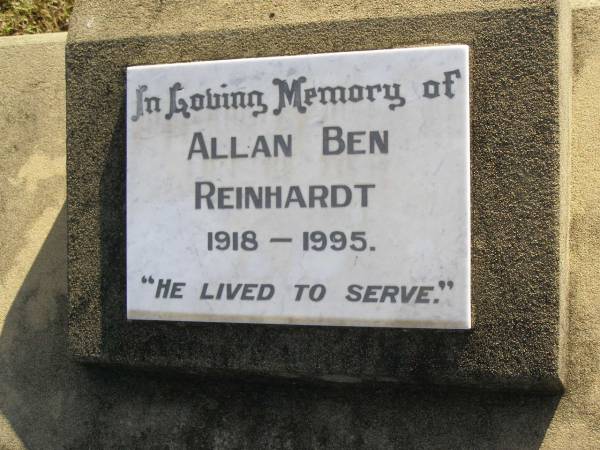 In Loving Memory of
ALLAN BEN
REINHARDT
1918 — 1995.
"HE LIVED TO SERVE."